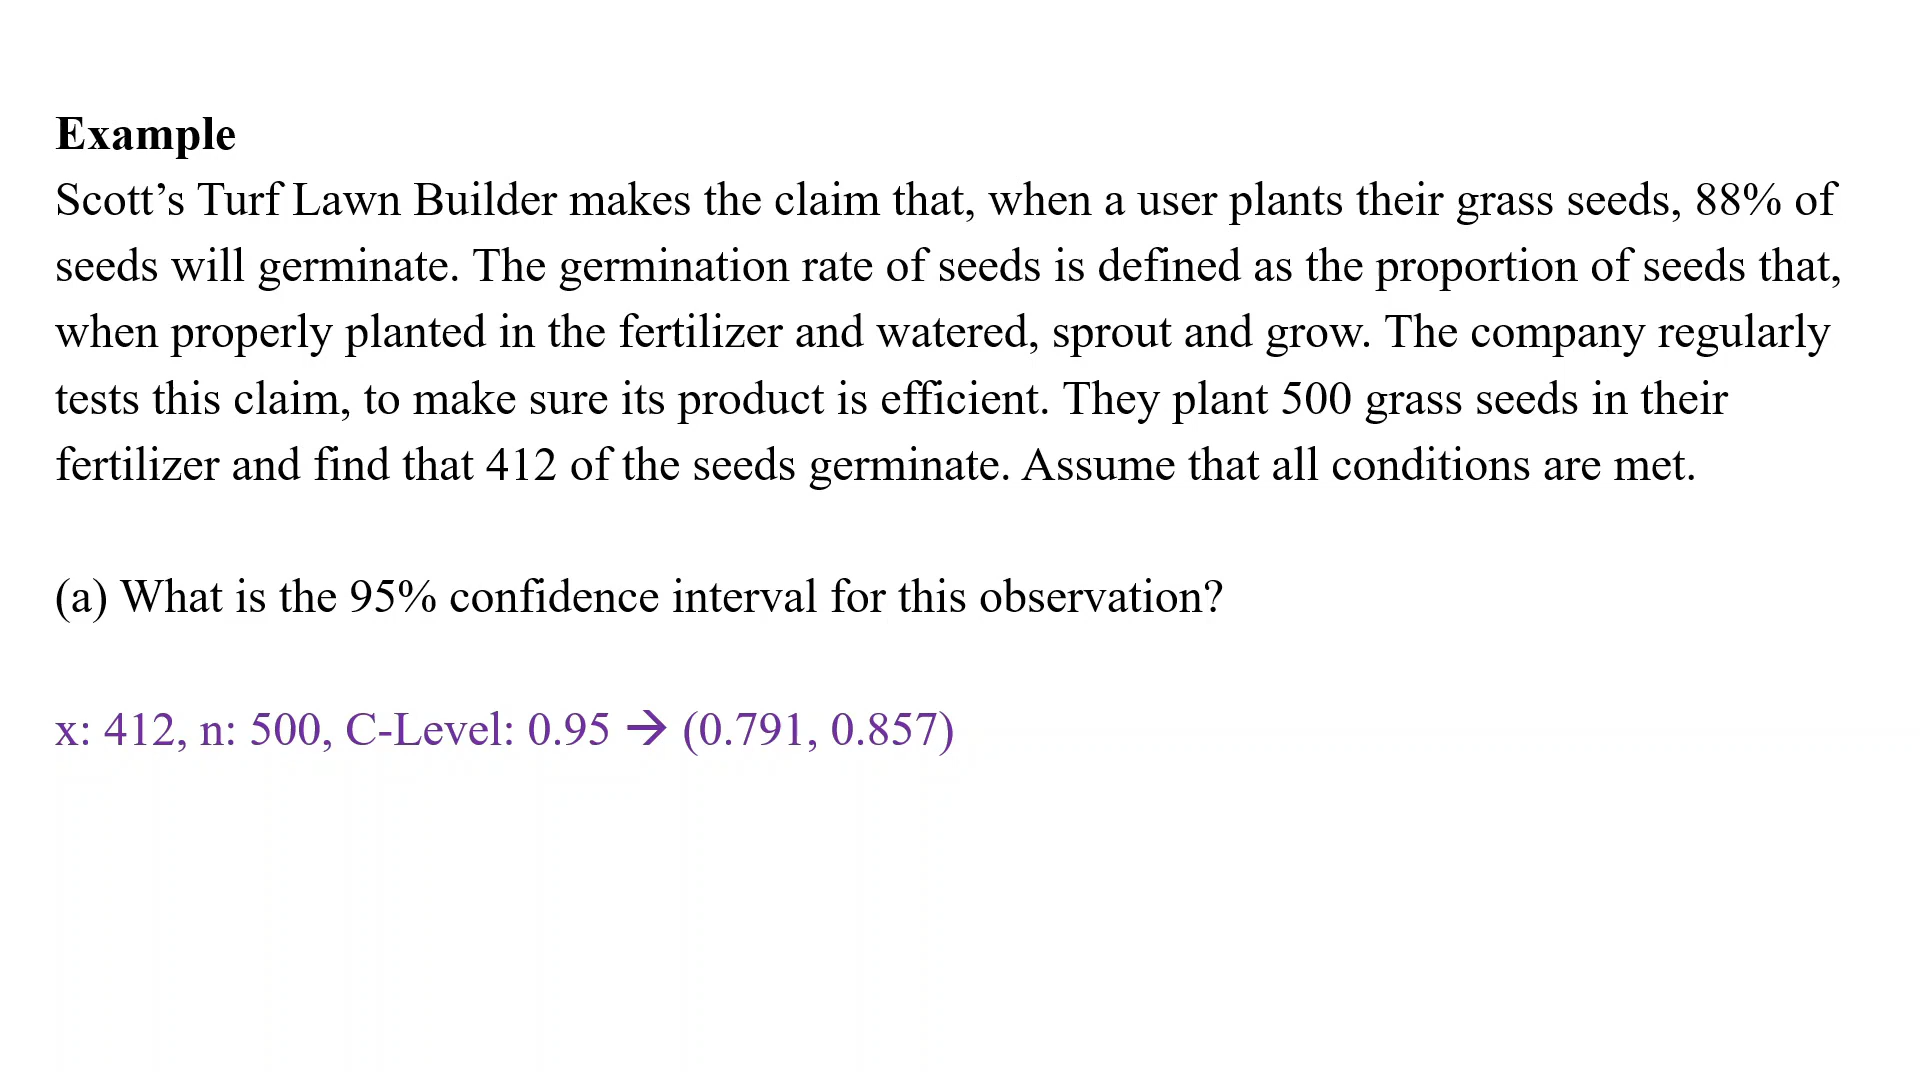 Example
Scott’s Turf Lawn Builder makes the claim that, when a user plants their grass seeds, 88% of
seeds will germinate. The germination rate of seeds is defined as the proportion of seeds that,
when properly planted in the fertilizer and watered, sprout and grow. The company regularly
tests this claim, to make sure its product is efficient. They plant 500 grass seeds in their
fertilizer and find that 412 of the seeds germinate. Assume that all conditions are met.
(a) What is the 95% confidence interval for this observation?
x: 412, n: 500, C-Level: 0.95 → (0.791, 0.857)